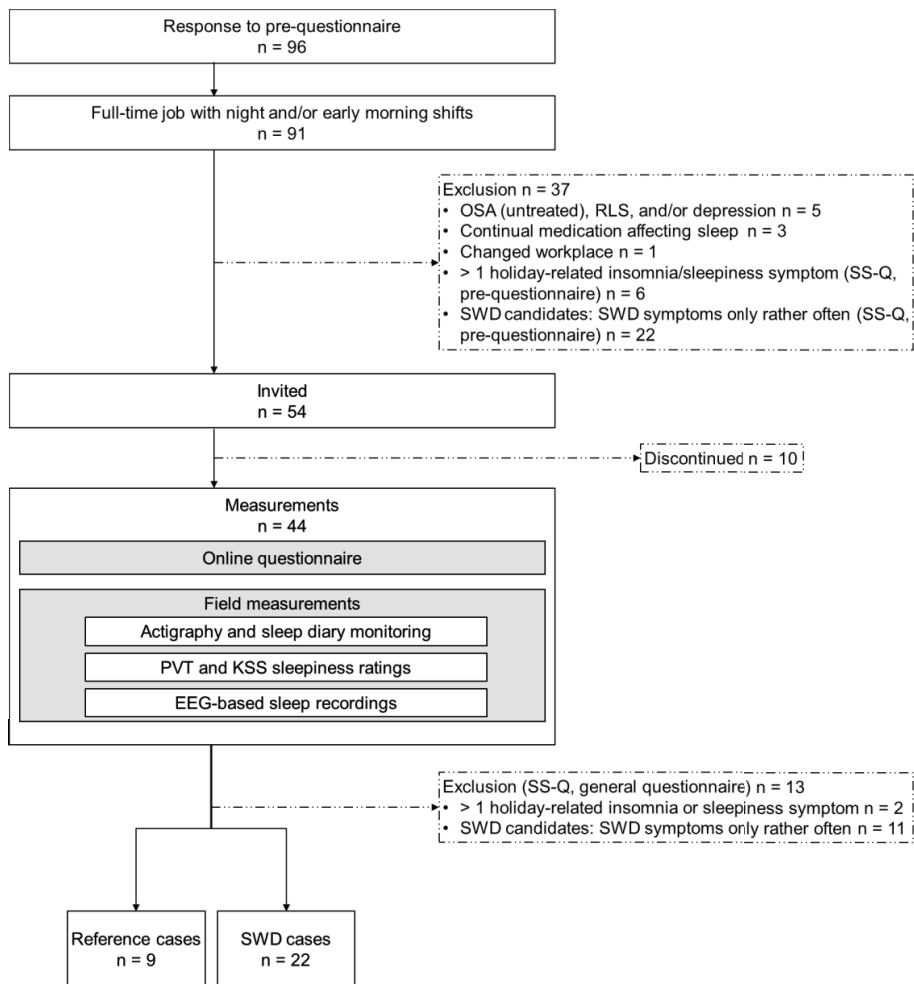 Response to pre-questionnaire
n = 96
Full-time job with night and/or early morning shifts
n = 91
Exclusion n = 37
• OSA (untreated), RLS, and/or depression n = 5
• Continual medication affecting sleep n = 3
• Changed workplace n = 1
• > 1 holiday-related insomnia/sleepiness symptom (SS-Q,
pre-questionnaire) n = 6
• SWD candidates: SWD symptoms only rather often (SS-Q,
pre-questionnaire) n = 22
Invited
n = 54
Discontinued n = 10
Measurements
n = 44
Online questionnaire
Field measurements
Actigraphy and sleep diary monitoring
PVT and KSS sleepiness ratings
EEG-based sleep recordings
Exclusion (SS-Q, general questionnaire) n = 13
• > 1 holiday-related insomnia or sleepiness symptom n = 2
• SWD candidates: SWD symptoms only rather often n = 11
Reference cases
n = 9
SWD cases
n = 22